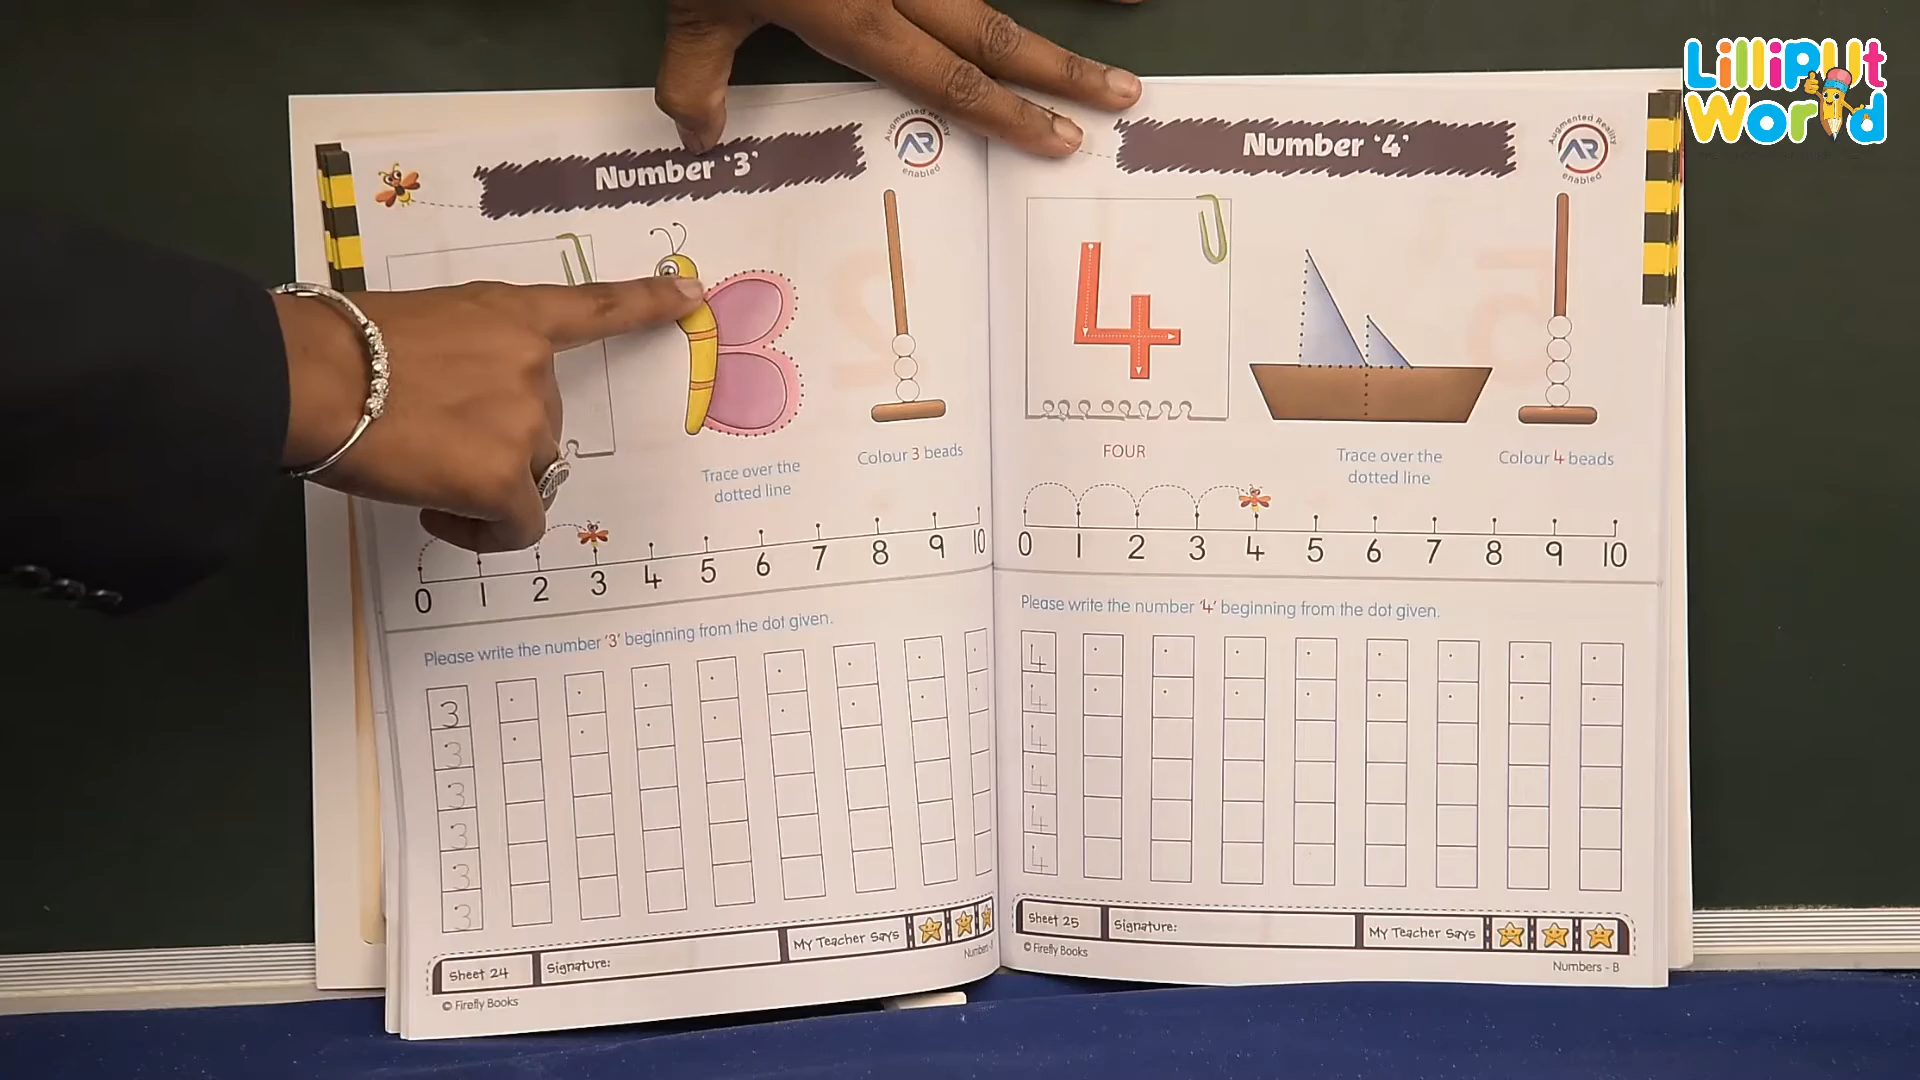 Lilliput
World
Number ‘3’
Augmented Reality
AR
enabled
Trace over the
dotted line
Colour 3 beads
0 1 2 3 4 5 6 7 8 9 10
Please write the number ‘3’ beginning from the dot given.
3
3
3
3
3
3
Sheet 24 Signature: My Teacher Says
© Firefly Books
Number ‘4’
Augmented Reality
AR
enabled
4
FOUR
Trace over the
dotted line
Colour 4 beads
0 1 2 3 4 5 6 7 8 9 10
Please write the number ‘4’ beginning from the dot given.
4
4
4
4
4
4
Sheet 25 Signature: My Teacher Says
© Firefly Books
Numbers - B